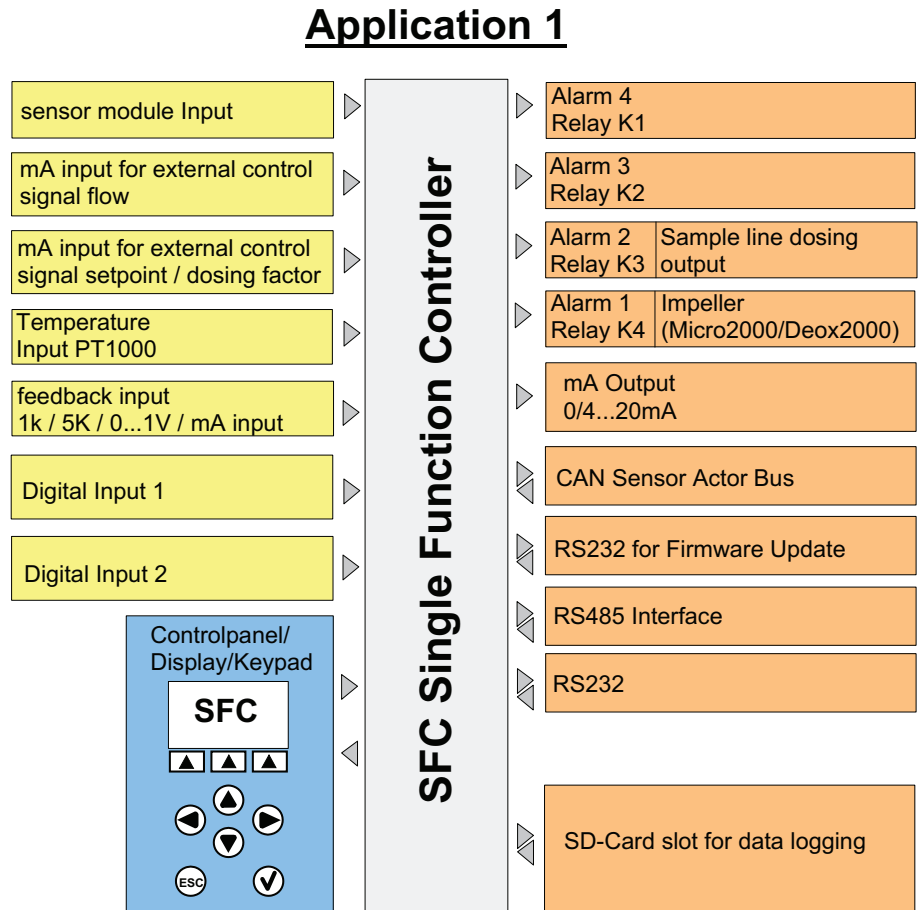 Application 1
sensor module Input
mA input for external control
signal flow
mA input for external control
signal setpoint / dosing factor
Temperature
Input PT1000
feedback input
1k / 5K / 0...1V / mA input
Digital Input 1
Digital Input 2
Controlpanel/
Display/Keypad
SFC
ESC
SFC Single Function Controller
Alarm 4
Relay K1
Alarm 3
Relay K2
Alarm 2
Relay K3
Sample line dosing
output
Alarm 1
Relay K4
Impeller
(Micro2000/Deox2000)
mA Output
0/4...20mA
CAN Sensor Actor Bus
RS232 for Firmware Update
RS485 Interface
RS232
SD-Card slot for data logging